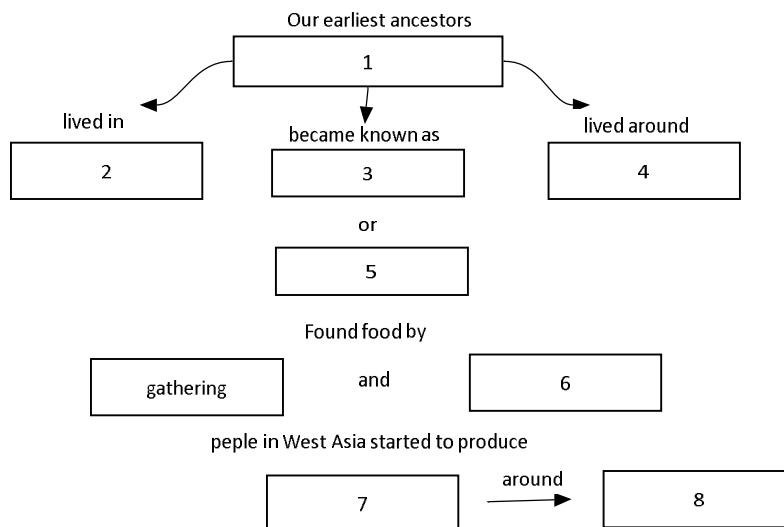 Our earliest ancestors
1
lived in
became known as
lived around
2
3
4
or
5
Found food by
gathering
and
6
peple in West Asia started to produce
7
around
8